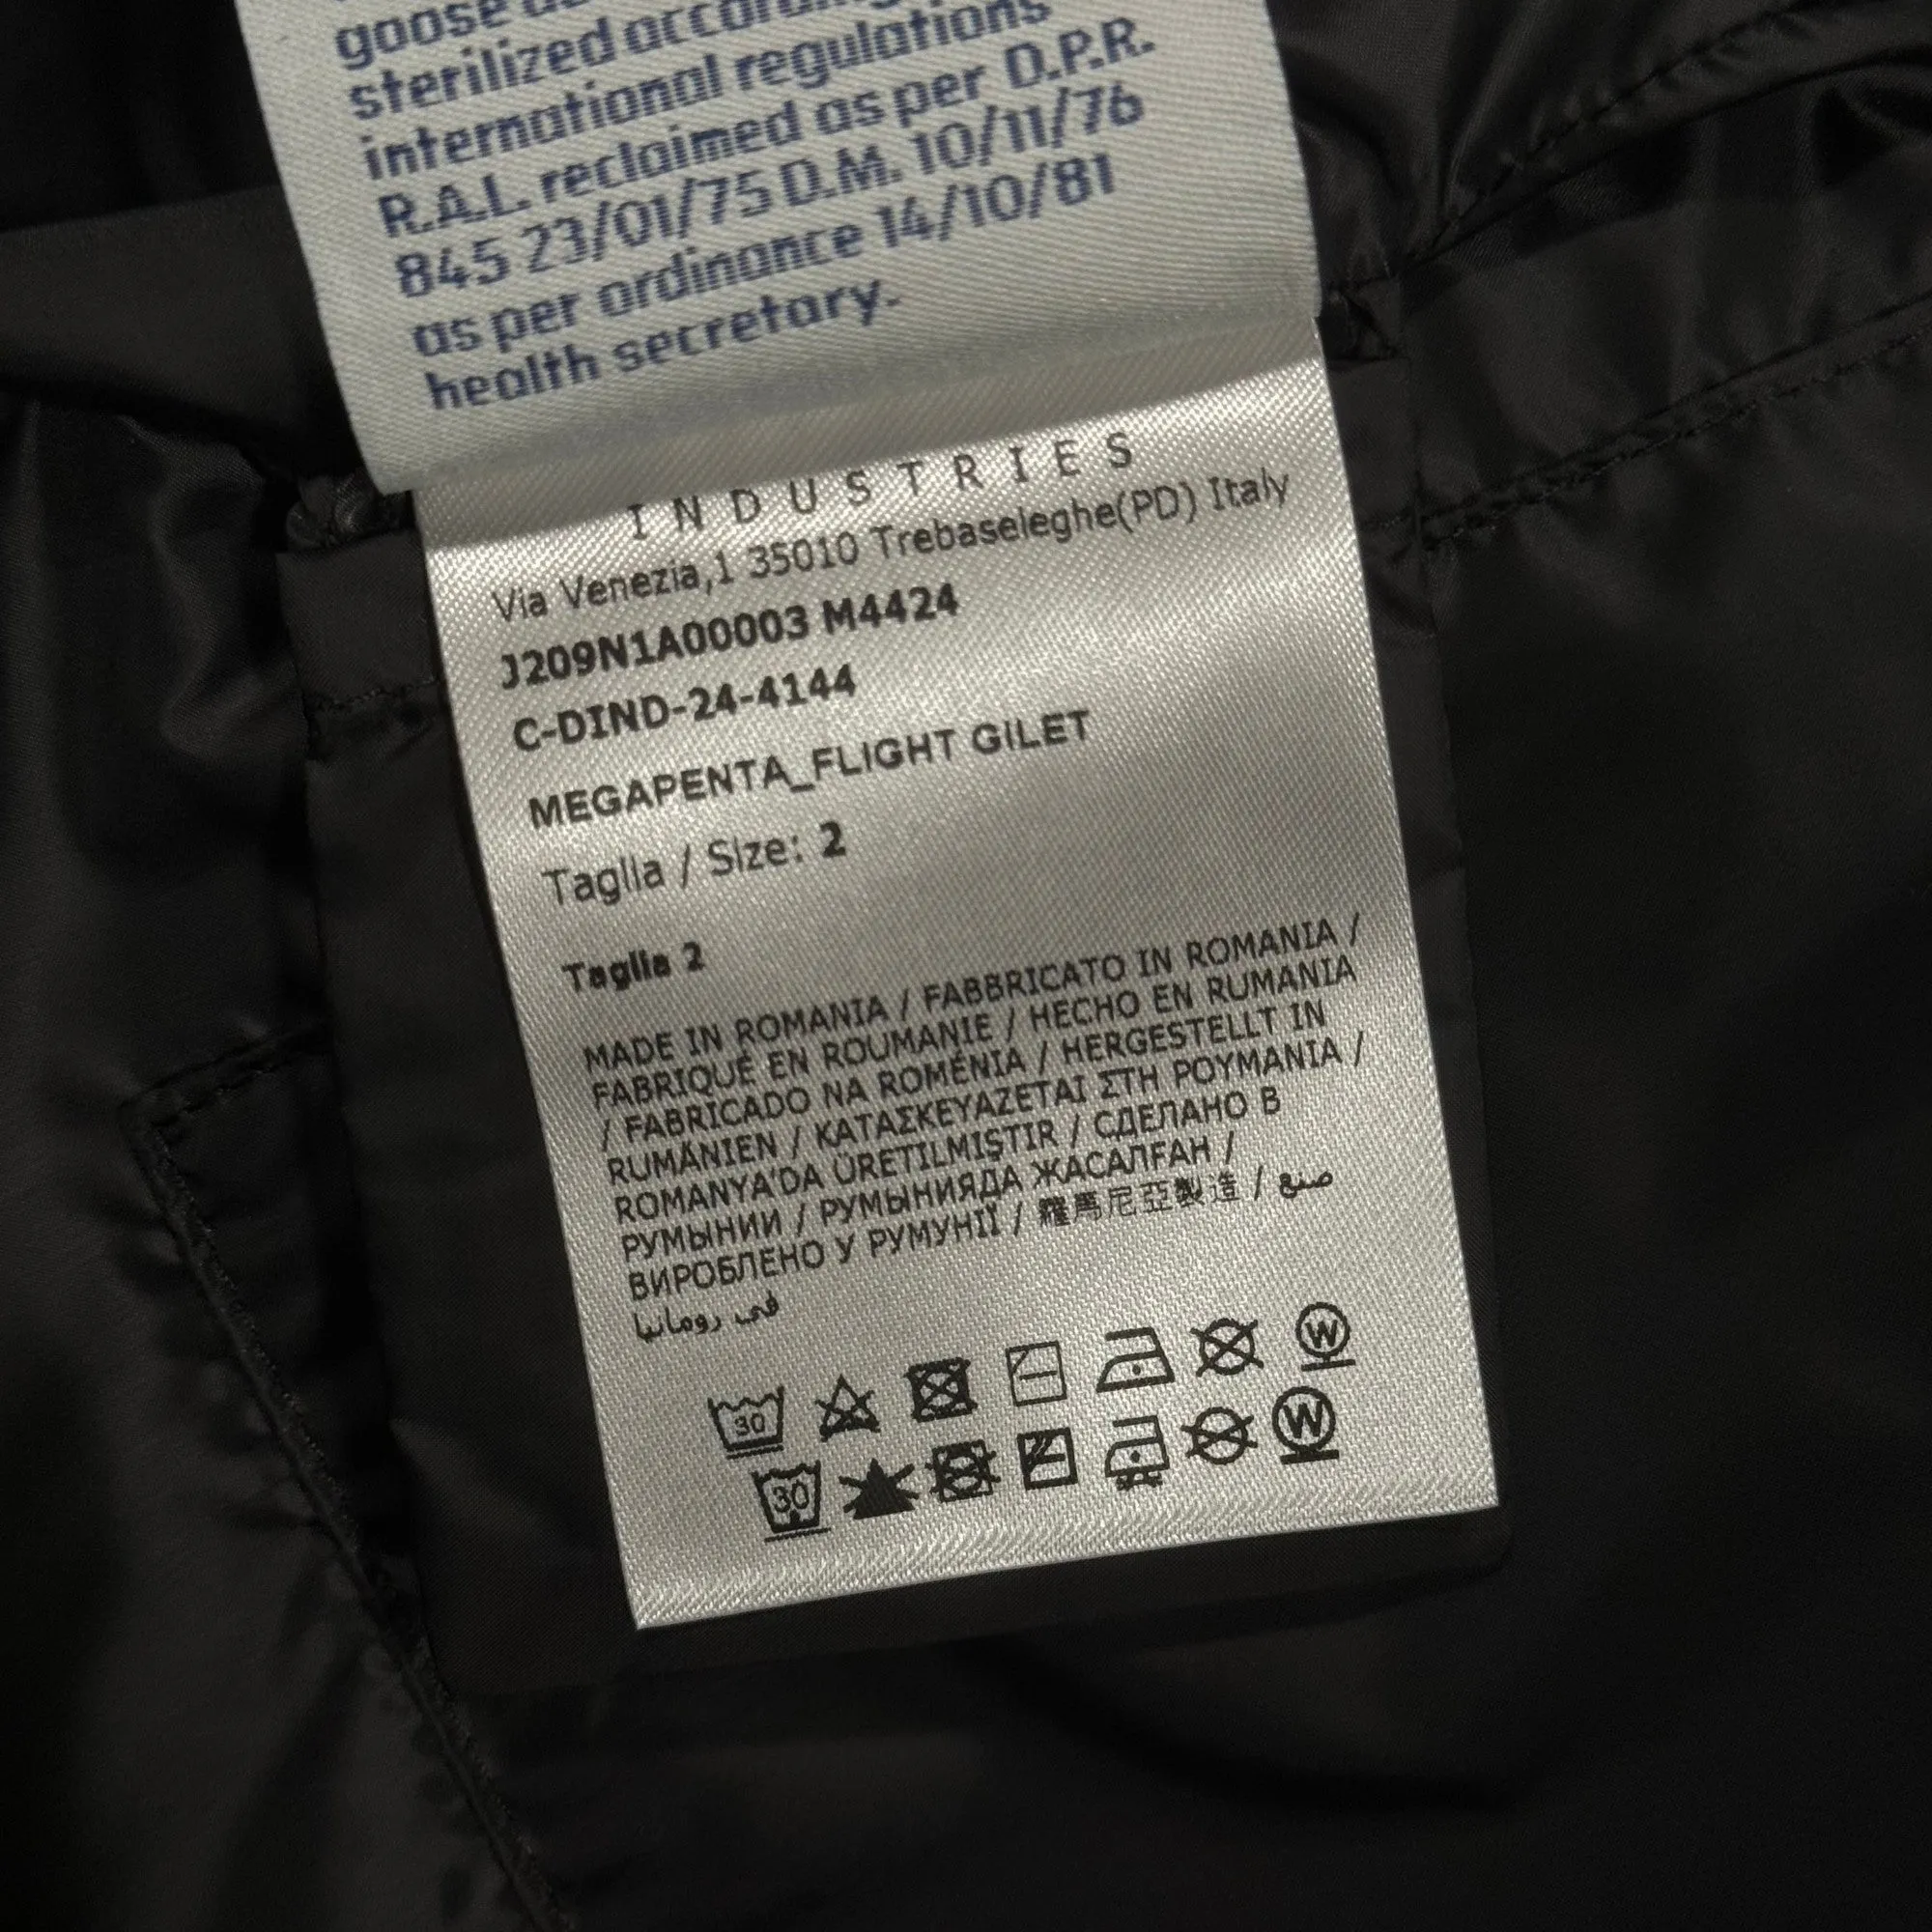 goose
sterilized according
international regulations
R.A.L. reclaimed as per D.P.R.
845 23/01/75 D.M. 10/11/76
as per ordinance 14/10/81
health secretary.
INDUSTRIES
Via Venezia,1 35010 Trebaseleghe(PD) Italy
J209N1A00003 M4424
C-DIND-24-4144
MEGAPENTA_FLIGHT GILET
Taglia / Size: 2
Taglia 2
MADE IN ROMANIA / FABBRICATO IN ROMANIA /
FABRIQUÉ EN ROUMANIE / HECHO EN RUMANIA
/ FABRICADO NA ROMÉNIA / HERGESTELLT IN
RUMÄNIEN / ΚΑΤΑΣΚΕΥΑΖΕΤΑΙ ΣΤΗ ΡΟΥΜΑΝΙΑ /
ROMANYA'DA ÜRETILMIŞTIR / СДЕЛАНО В
РУМЫНИИ / РУМЫНИЯДА ЖАСАЛҒАН /
ВИРОБЛЕНО У РУМУНІЇ / 羅馬尼亞製造 / صنع
في رومانيا
30 W
30 W